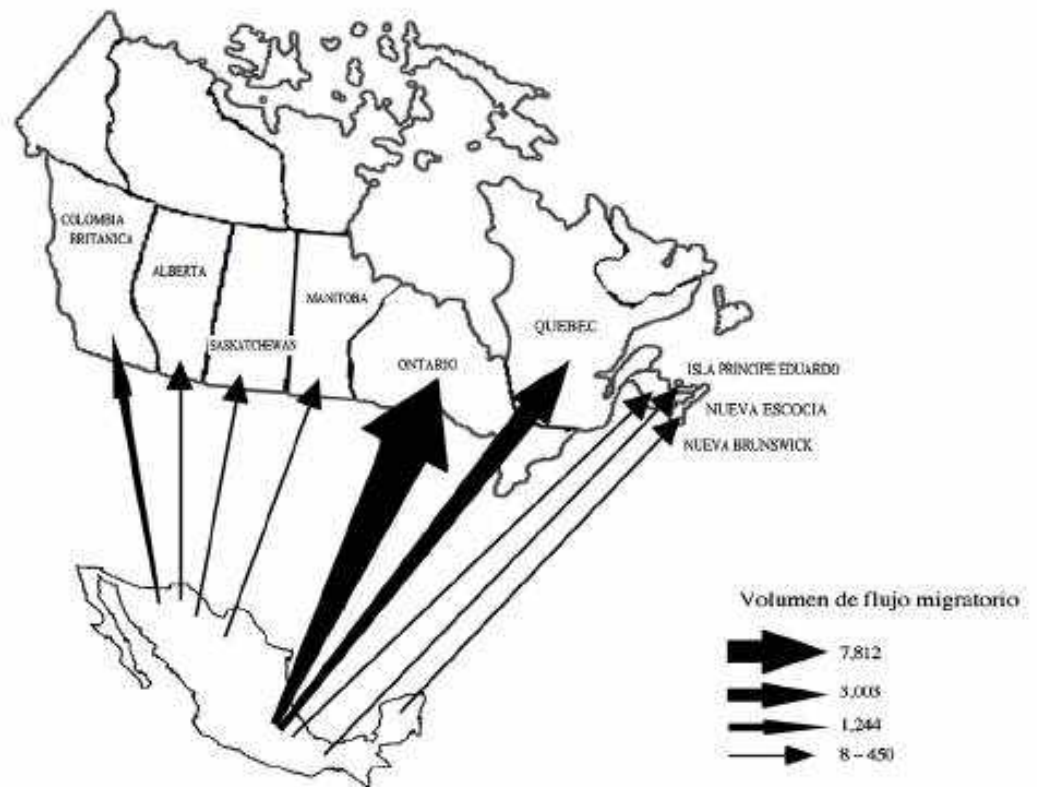 COLOMBIA
BRITANICA
ALBERTA
SASKATCHEWAN
MANITOBA
ONTARIO
QUEBEC
ISLA PRINCIPE EDUARDO
NUEVA ESCOCIA
NUEVA BRUNSWICK
Volumen de flujo migratorio
7,812
3,003
1,244
8 – 450